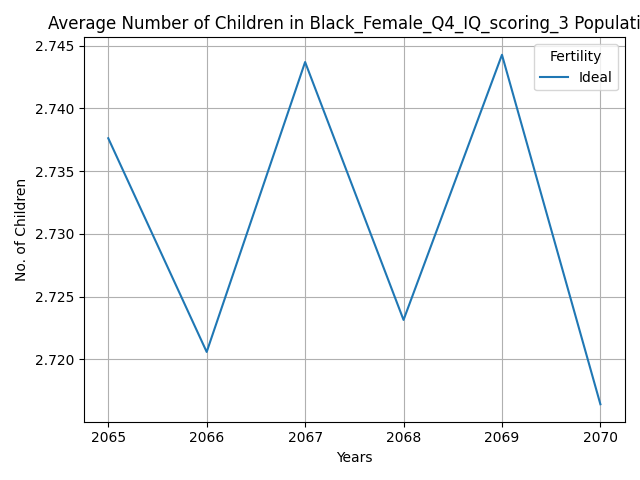 Average Number of Children in Black_Female_Q4_IQ_scoring_3 Populati
2.745
2.740
2.735
2.730
2.725
2.720
No. of Children
Fertility
Ideal
2065 2066 2067 2068 2069 2070
Years